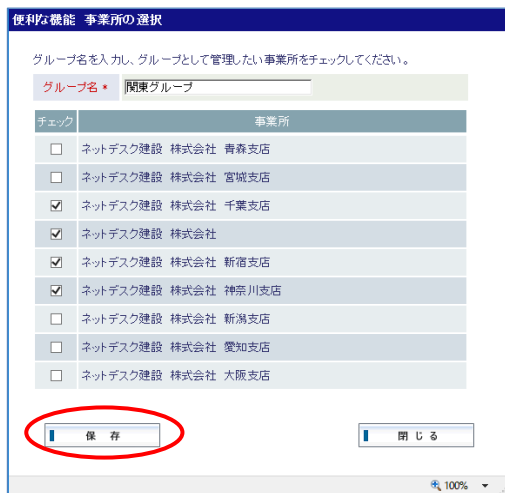 便利な機能 事業所の選択
グループ名を入力し、グループとして管理したい事業所をチェックしてください。
グループ名 * 関東グループ
チェック 事業所
ネットデスク建設 株式会社 青森支店
ネットデスク建設 株式会社 宮城支店
ネットデスク建設 株式会社 千葉支店
ネットデスク建設 株式会社
ネットデスク建設 株式会社 新宿支店
ネットデスク建設 株式会社 神奈川支店
ネットデスク建設 株式会社 新潟支店
ネットデスク建設 株式会社 愛知支店
ネットデスク建設 株式会社 大阪支店
保 存 閉 じ る
100%